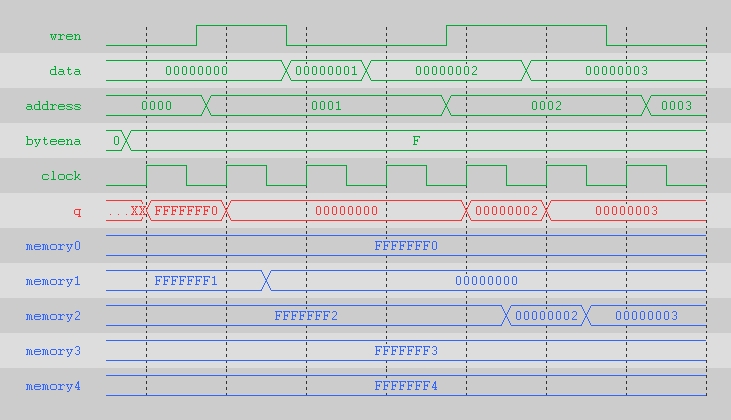 wren
data 00000000 00000001 00000002 00000003
address 0000 0001 0002 0003
byteena 0 F
clock
q ...XX FFFFFFF0 00000000 00000002 00000003
memory0 FFFFFFF0
memory1 FFFFFFF1 00000000
memory2 FFFFFFF2 00000002 00000003
memory3 FFFFFFF3
memory4 FFFFFFF4